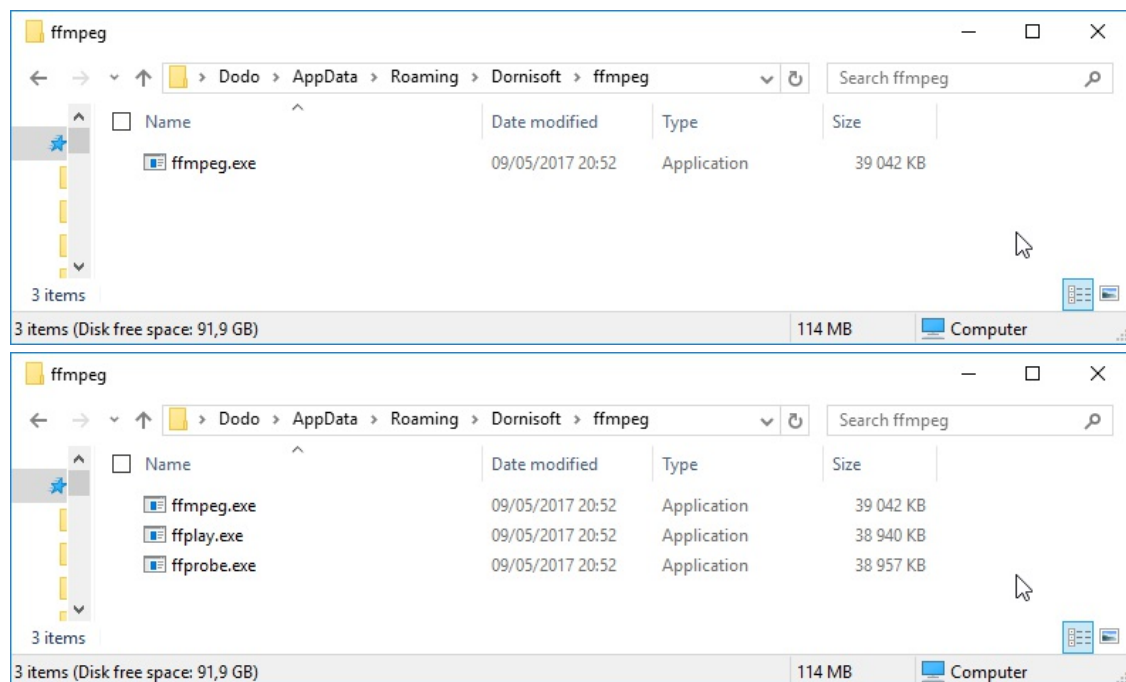 ffmpeg
Dodo AppData Roaming Dornisoft ffmpeg Search ffmpeg
Name Date modified Type Size
ffmpeg.exe 09/05/2017 20:52 Application 39 042 KB
3 items
3 items (Disk free space: 91,9 GB) 114 MB Computer
ffmpeg
Dodo AppData Roaming Dornisoft ffmpeg Search ffmpeg
Name Date modified Type Size
ffmpeg.exe 09/05/2017 20:52 Application 39 042 KB
ffplay.exe 09/05/2017 20:52 Application 38 940 KB
ffprobe.exe 09/05/2017 20:52 Application 38 957 KB
3 items
3 items (Disk free space: 91,9 GB) 114 MB Computer